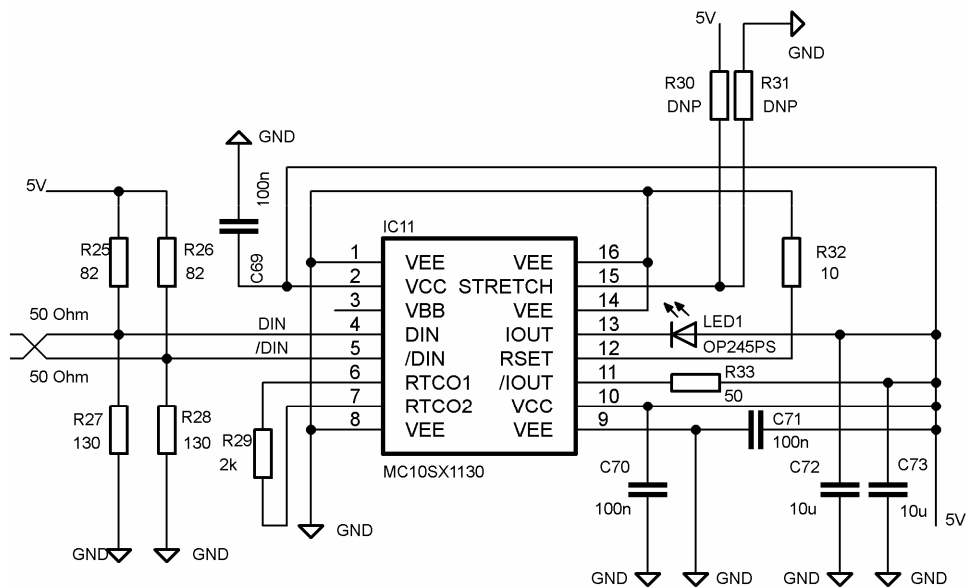 5V
GND
R30
DNP
R31
DNP
GND
100n
C69
5V
R25
82
R26
82
IC11
1 VEE VEE 16
2 VCC STRETCH 15
3 VBB VEE 14
4 DIN IOUT 13
5 /DIN RSET 12
6 RTCO1 /IOUT 11
7 RTCO2 VCC 10
8 VEE VEE 9
MC10SX1130
R32
10
LED1
OP245PS
50 Ohm
DIN
/DIN
50 Ohm
R33
50
R27
130
R28
130
R29
2k
C71
100n
C70
100n
C72
10u
C73
10u
5V
GND
GND
GND
GND
GND
GND
GND